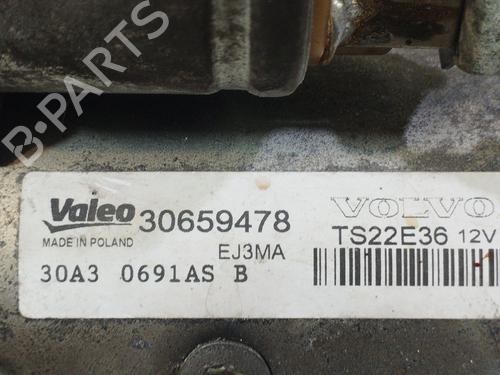 B-PARTS
Valeo 30659478 VOLVO
MADE IN POLAND EJ3MA TS22E36 12V
30A3 0691AS B